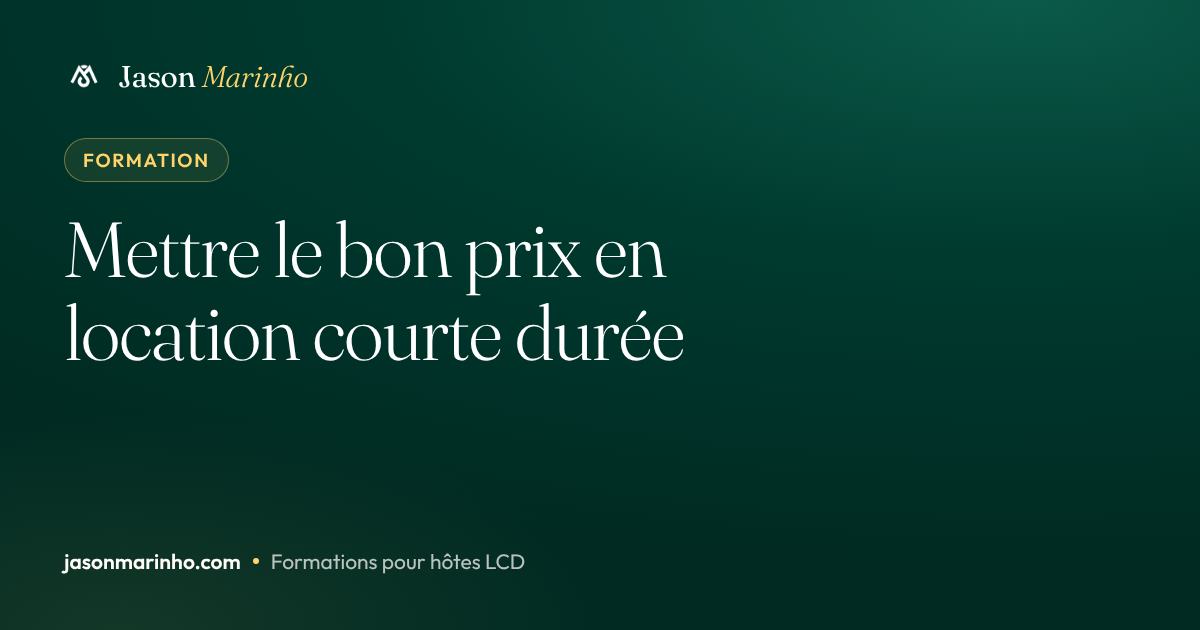 Jason Marinho
FORMATION
Mettre le bon prix en
location courte durée
jasonmarinho.com • Formations pour hôtes LCD